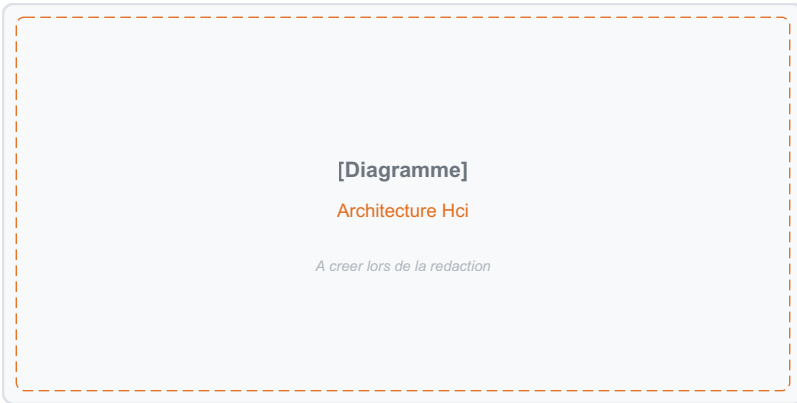 [Diagramme]
Architecture Hci
A creer lors de la redaction